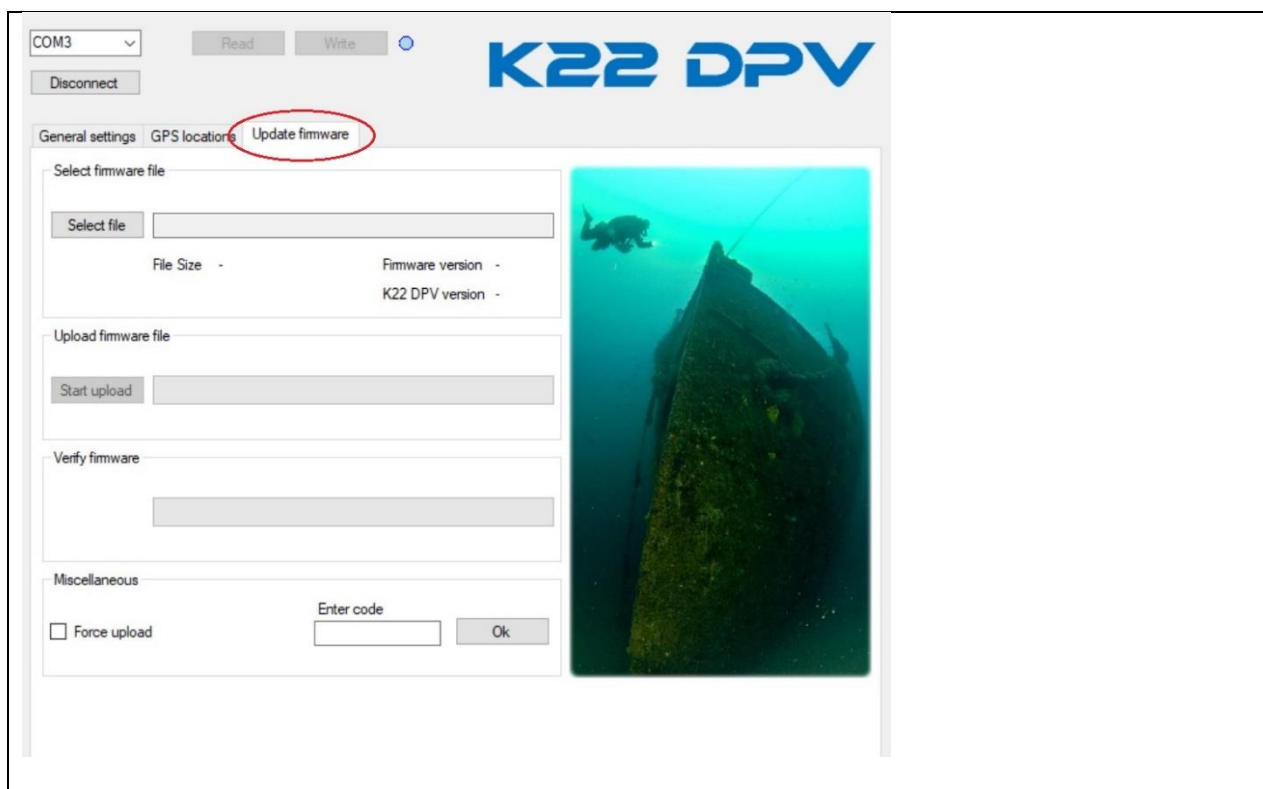 COM3 Read Write
K22 DPV
Disconnect
General settings GPS locations Update firmware
Select firmware file
Select file
File Size - Firmware version -
K22 DPV version -
Upload firmware file
Start upload
Verify firmware
Miscellaneous
Enter code
Force upload Ok